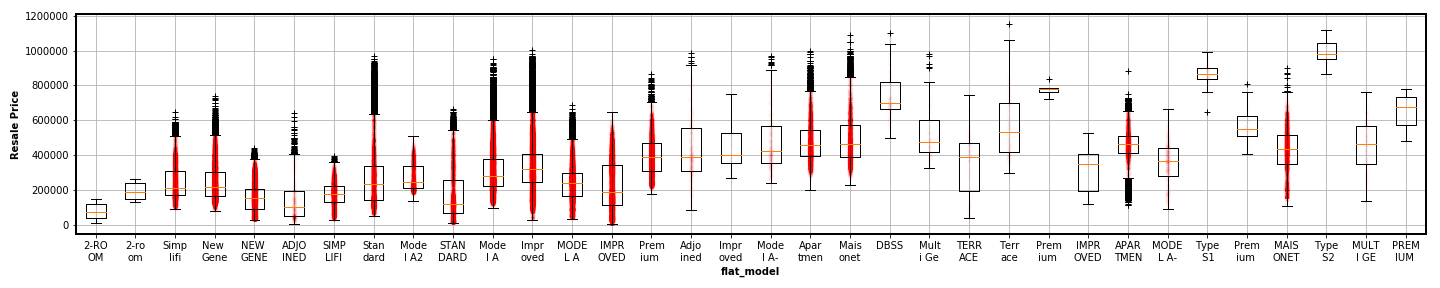 1200000
1000000
800000
600000
400000
200000
0
Resale Price
2-RO 2-ro Simp New NEW ADJO SIMP Stan Mode STAN Mode Impr MODE IMPR Prem Adjo Impr Mode Apar Mais DBSS Mult TERR Terr Prem IMPR APAR MODE Type Prem MAIS Type MULT PREM
OM om lifi Gene GENE INED LIFI dard l A2 DARD l A oved L A OVED ium ined oved l A- tmen onet i Ge ACE ace ium OVED TMEN L A- S1 ium ONET S2 I GE IUM
flat_model